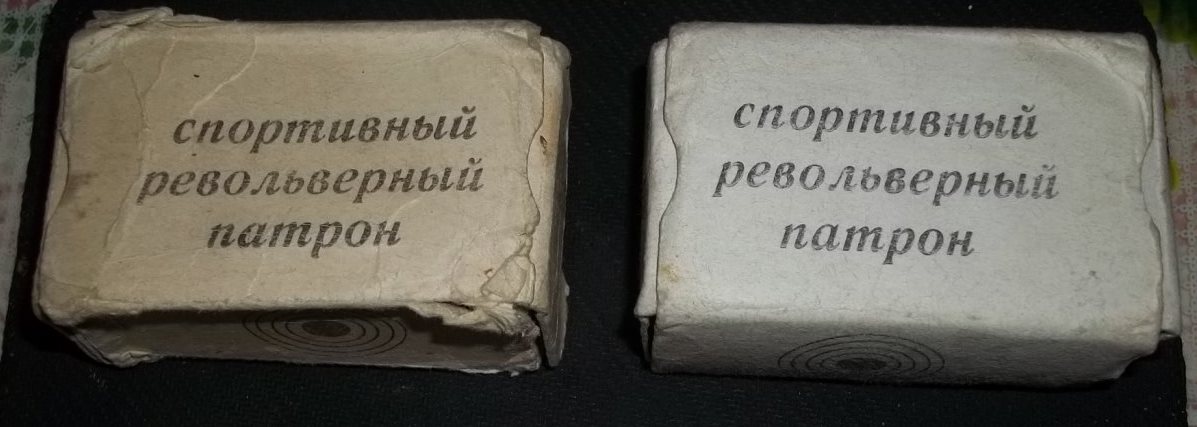 спортивный
револьверный
патрон
спортивный
револьверный
патрон